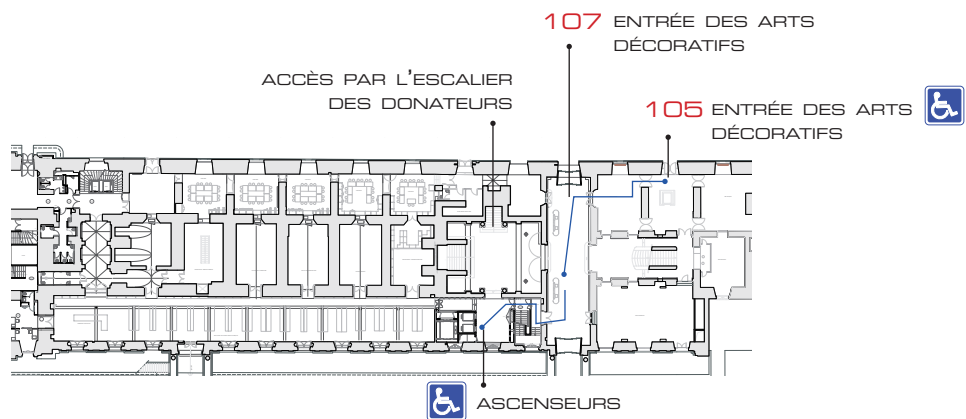 107 ENTRÉE DES ARTS
DÉCORATIFS
ACCÈS PAR L'ESCALIER
DES DONATEURS
105 ENTRÉE DES ARTS
DÉCORATIFS
ASCENSEURS